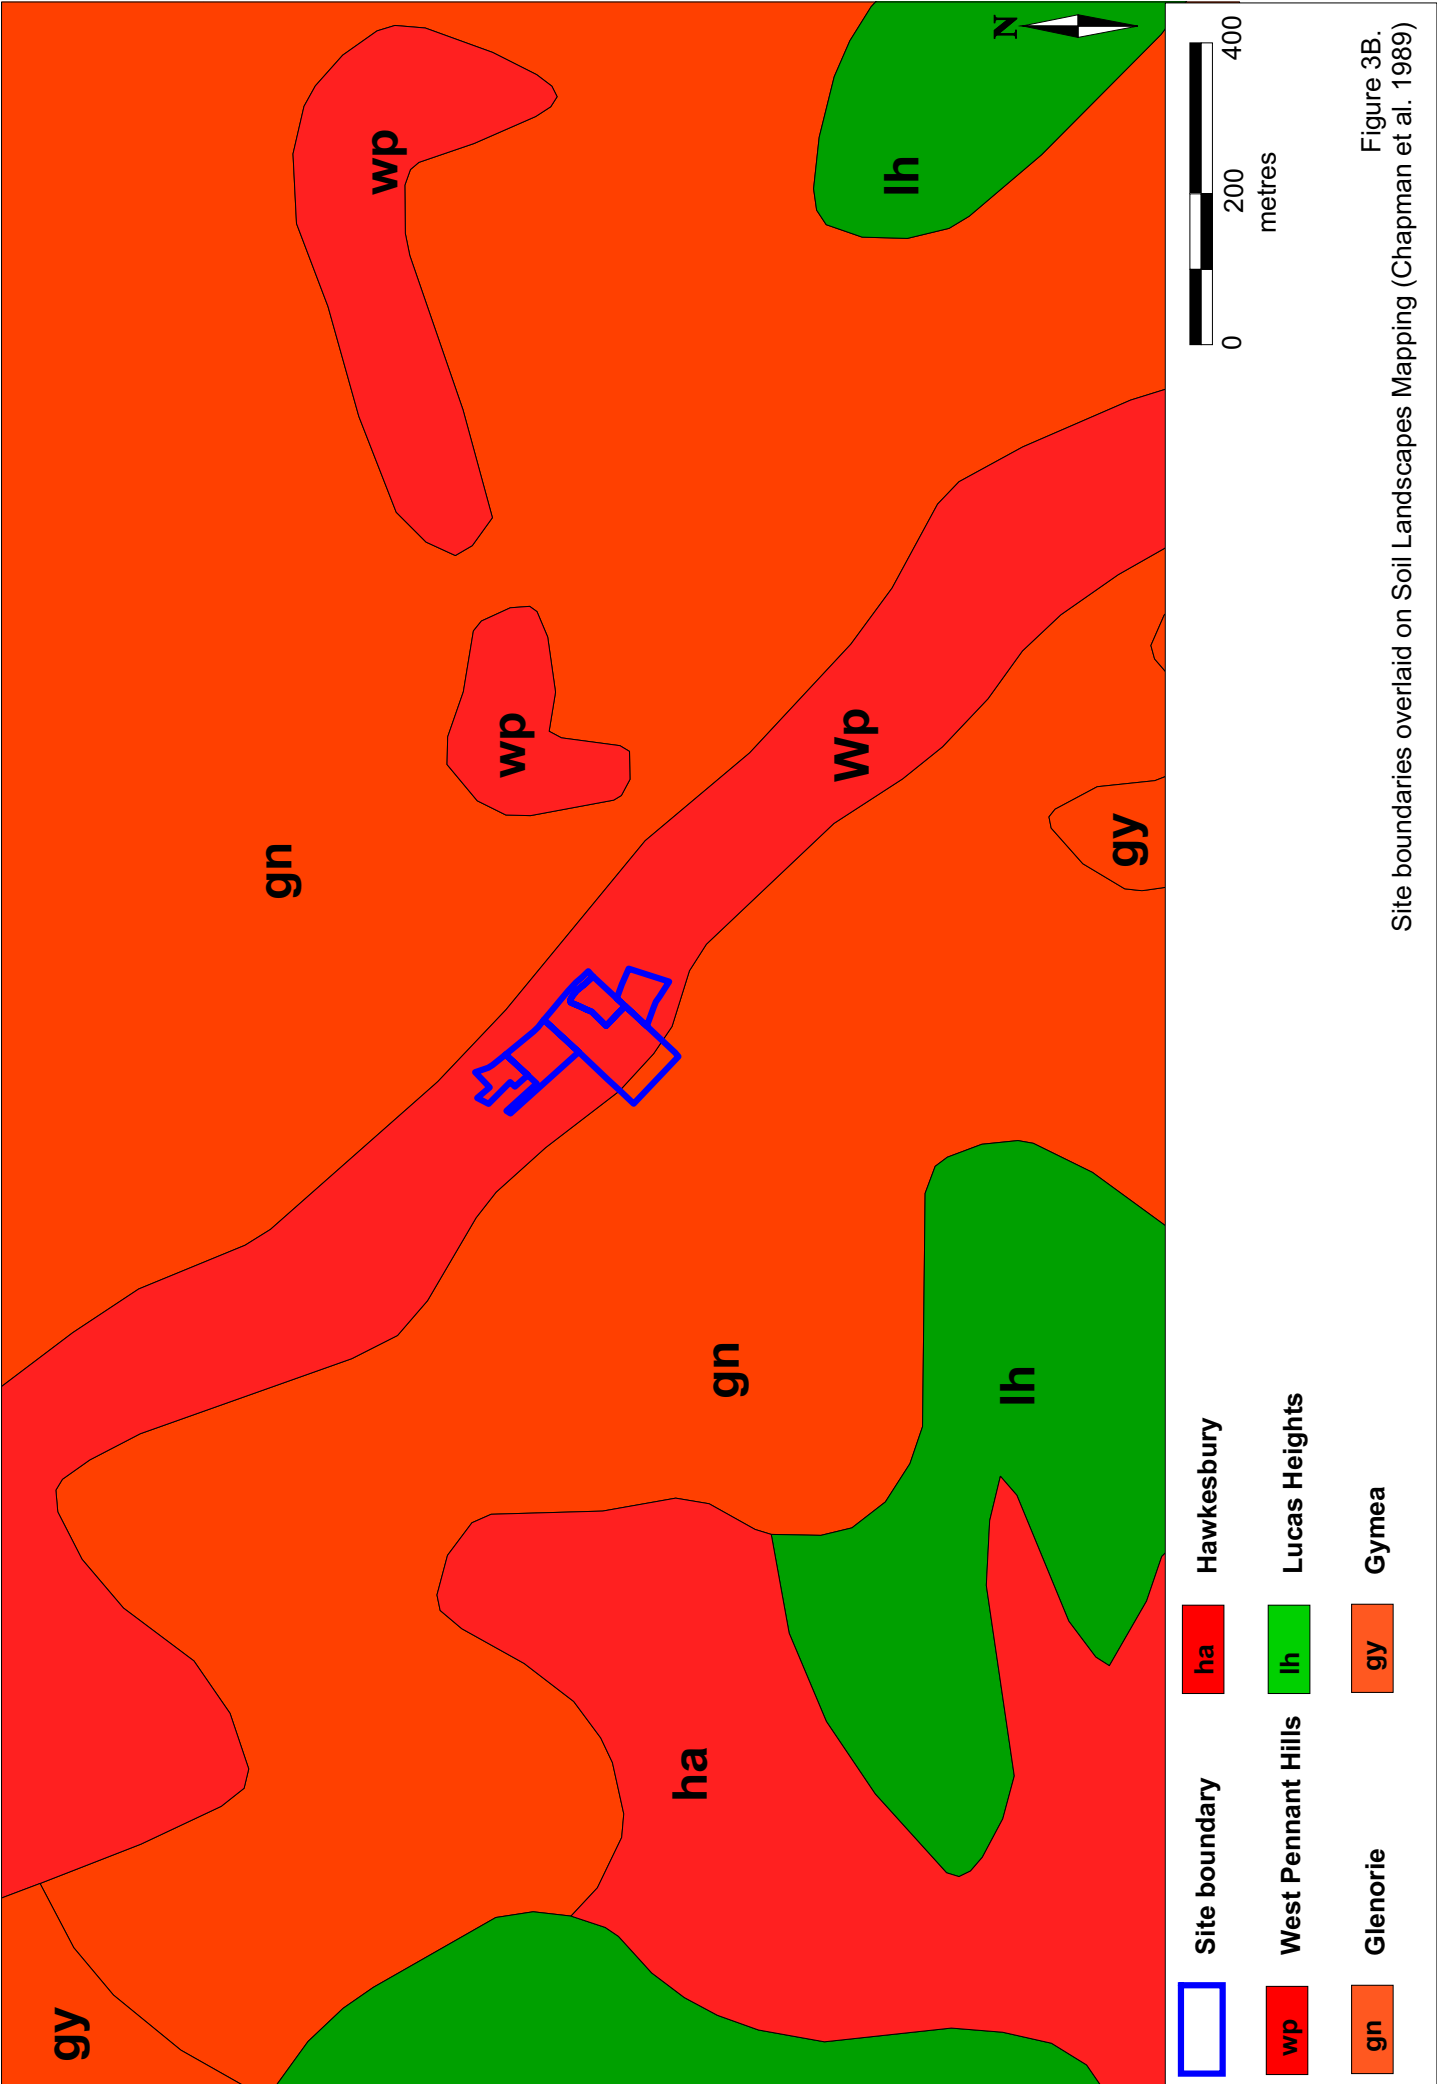 gy
gn
wp
wp
ha
gn
Wp
lh
N
lh
gy
Site boundary
ha Hawkesbury
0 200 400
metres
wp West Pennant Hills
lh Lucas Heights
gn Glenorie
gy Gymea
Figure 3B.
Site boundaries overlaid on Soil Landscapes Mapping (Chapman et al. 1989)